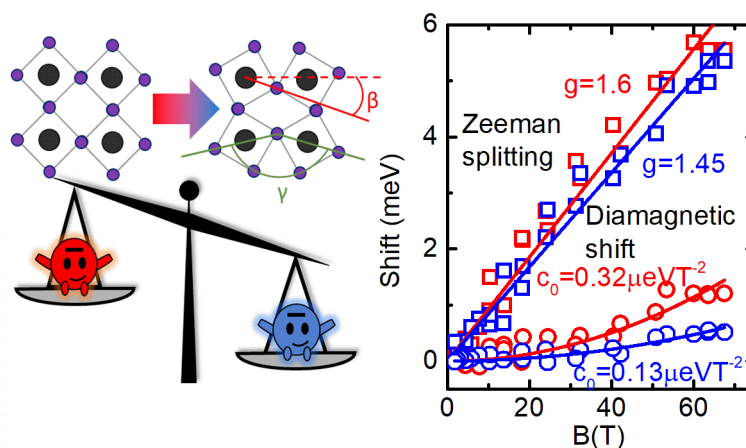 β
γ
Zeeman
splitting
g=1.6
g=1.45
Diamagnetic
shift
c₀=0.32μeVT⁻²
c₀=0.13μeVT⁻²
Shift (meV)
6
4
2
0
0 20 40 60
B(T)